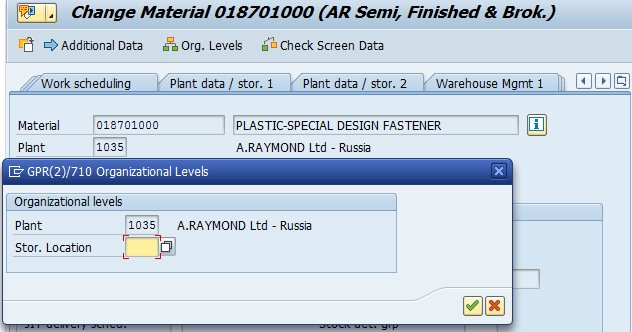 Change Material 018701000 (AR Semi, Finished & Brok.)
Additional Data Org. Levels Check Screen Data
Work scheduling Plant data / stor. 1 Plant data / stor. 2 Warehouse Mgmt 1
Material 018701000 PLASTIC-SPECIAL DESIGN FASTENER
Plant 1035 A.RAYMOND Ltd - Russia
GPR(2)/710 Organizational Levels
Organizational levels
Plant 1035 A.RAYMOND Ltd - Russia
Stor. Location
JIT delivery sched. Stock det. grp